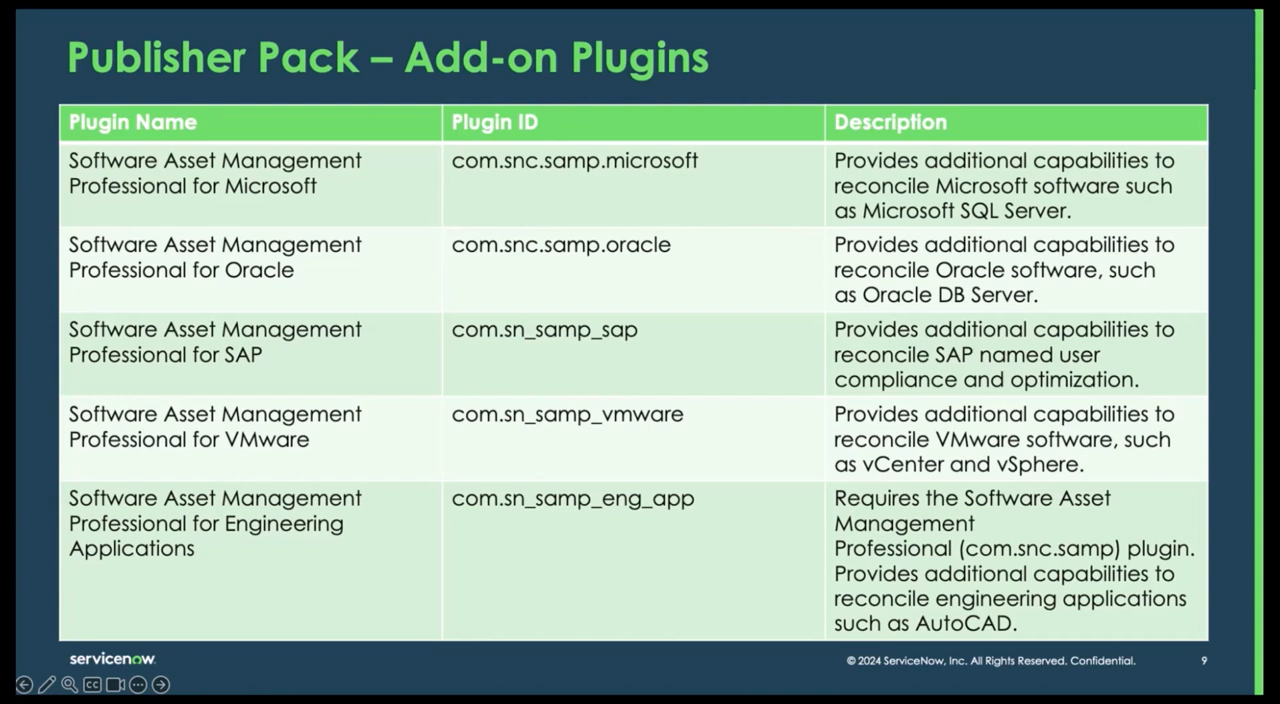 Publisher Pack – Add-on Plugins
Plugin Name
Plugin ID
Description
Software Asset Management
Professional for Microsoft
com.snc.samp.microsoft
Provides additional capabilities to
reconcile Microsoft software such
as Microsoft SQL Server.
Software Asset Management
Professional for Oracle
com.snc.samp.oracle
Provides additional capabilities to
reconcile Oracle software, such
as Oracle DB Server.
Software Asset Management
Professional for SAP
com.sn_samp_sap
Provides additional capabilities to
reconcile SAP named user
compliance and optimization.
Software Asset Management
Professional for VMware
com.sn_samp_vmware
Provides additional capabilities to
reconcile VMware software, such
as vCenter and vSphere.
Software Asset Management
Professional for Engineering
Applications
com.sn_samp_eng_app
Requires the Software Asset
Management
Professional (com.snc.samp) plugin.
Provides additional capabilities to
reconcile engineering applications
such as AutoCAD.
servicenow.
© 2024 ServiceNow, Inc. All Rights Reserved. Confidential.
9
CC